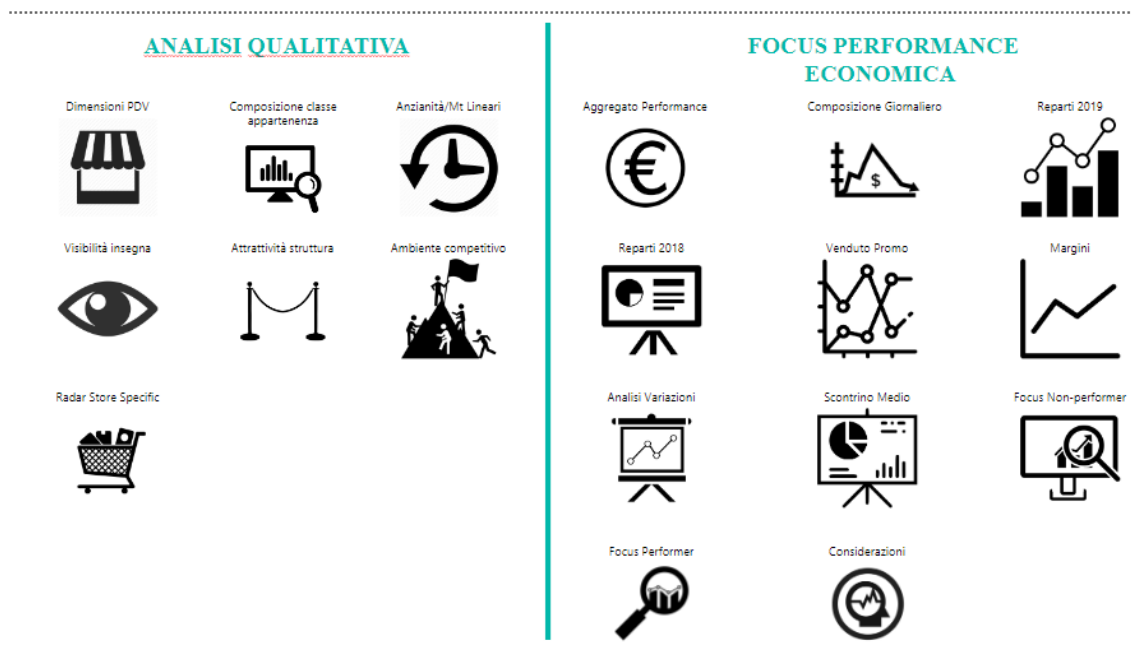 ANALISI QUALITATIVA
Dimensioni PDV
Composizione classe
appartenenza
Anzianità/Mt Lineari
Visibilità insegna
Attrattività struttura
Ambiente competitivo
Radar Store Specific
FOCUS PERFORMANCE
ECONOMICA
Aggregato Performance
Composizione Giornaliero
Reparti 2019
€
$
Reparti 2018
Venduto Promo
Margini
Analisi Variazioni
Scontrino Medio
Focus Non-performer
Focus Performer
Considerazioni